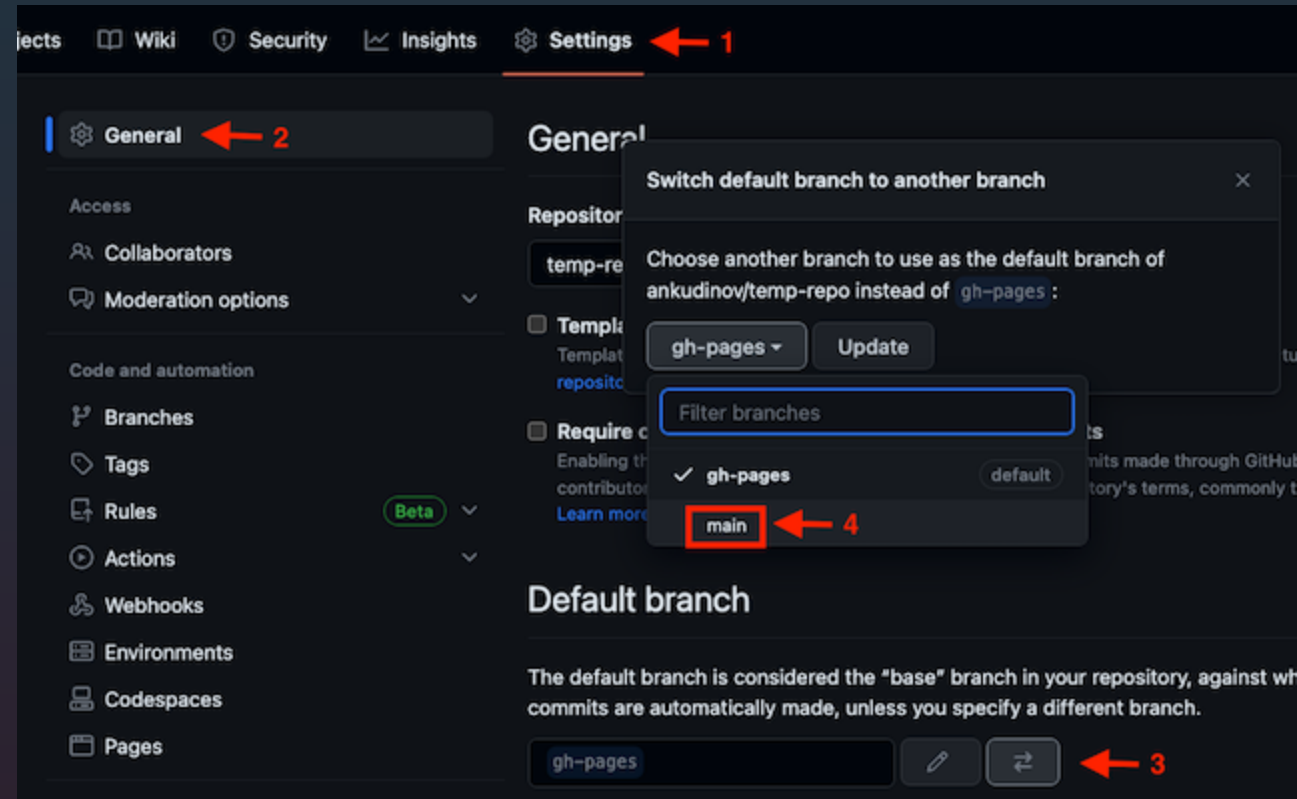 jects Wiki Security Insights Settings 1
General 2
Access
Collaborators
Moderation options
Code and automation
Branches
Tags
Rules Beta
Actions
Webhooks
Environments
Codespaces
Pages
General
Repositor
temp-re
Templa
Templat
reposito
Require c ts
Enabling th mits made through GitHub
contributo tory's terms, commonly t
Learn more
Switch default branch to another branch
Choose another branch to use as the default branch of
ankudinov/temp-repo instead of gh-pages :
gh-pages Update
Filter branches
gh-pages default
main 4
Default branch
The default branch is considered the “base” branch in your repository, against wh
commits are automatically made, unless you specify a different branch.
gh-pages 3